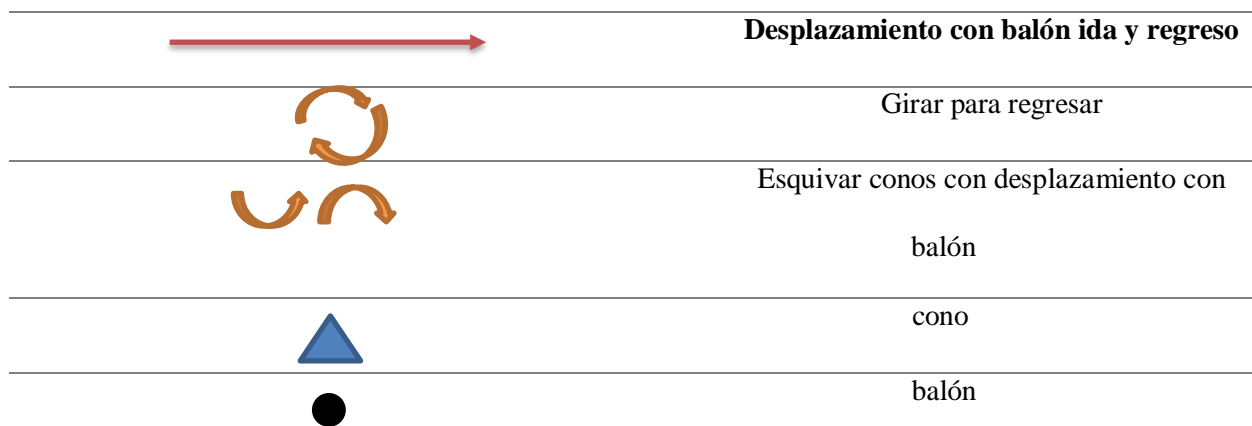 Desplazamiento con balón ida y regreso
Girar para regresar
Esquivar conos con desplazamiento con
balón
cono
balón